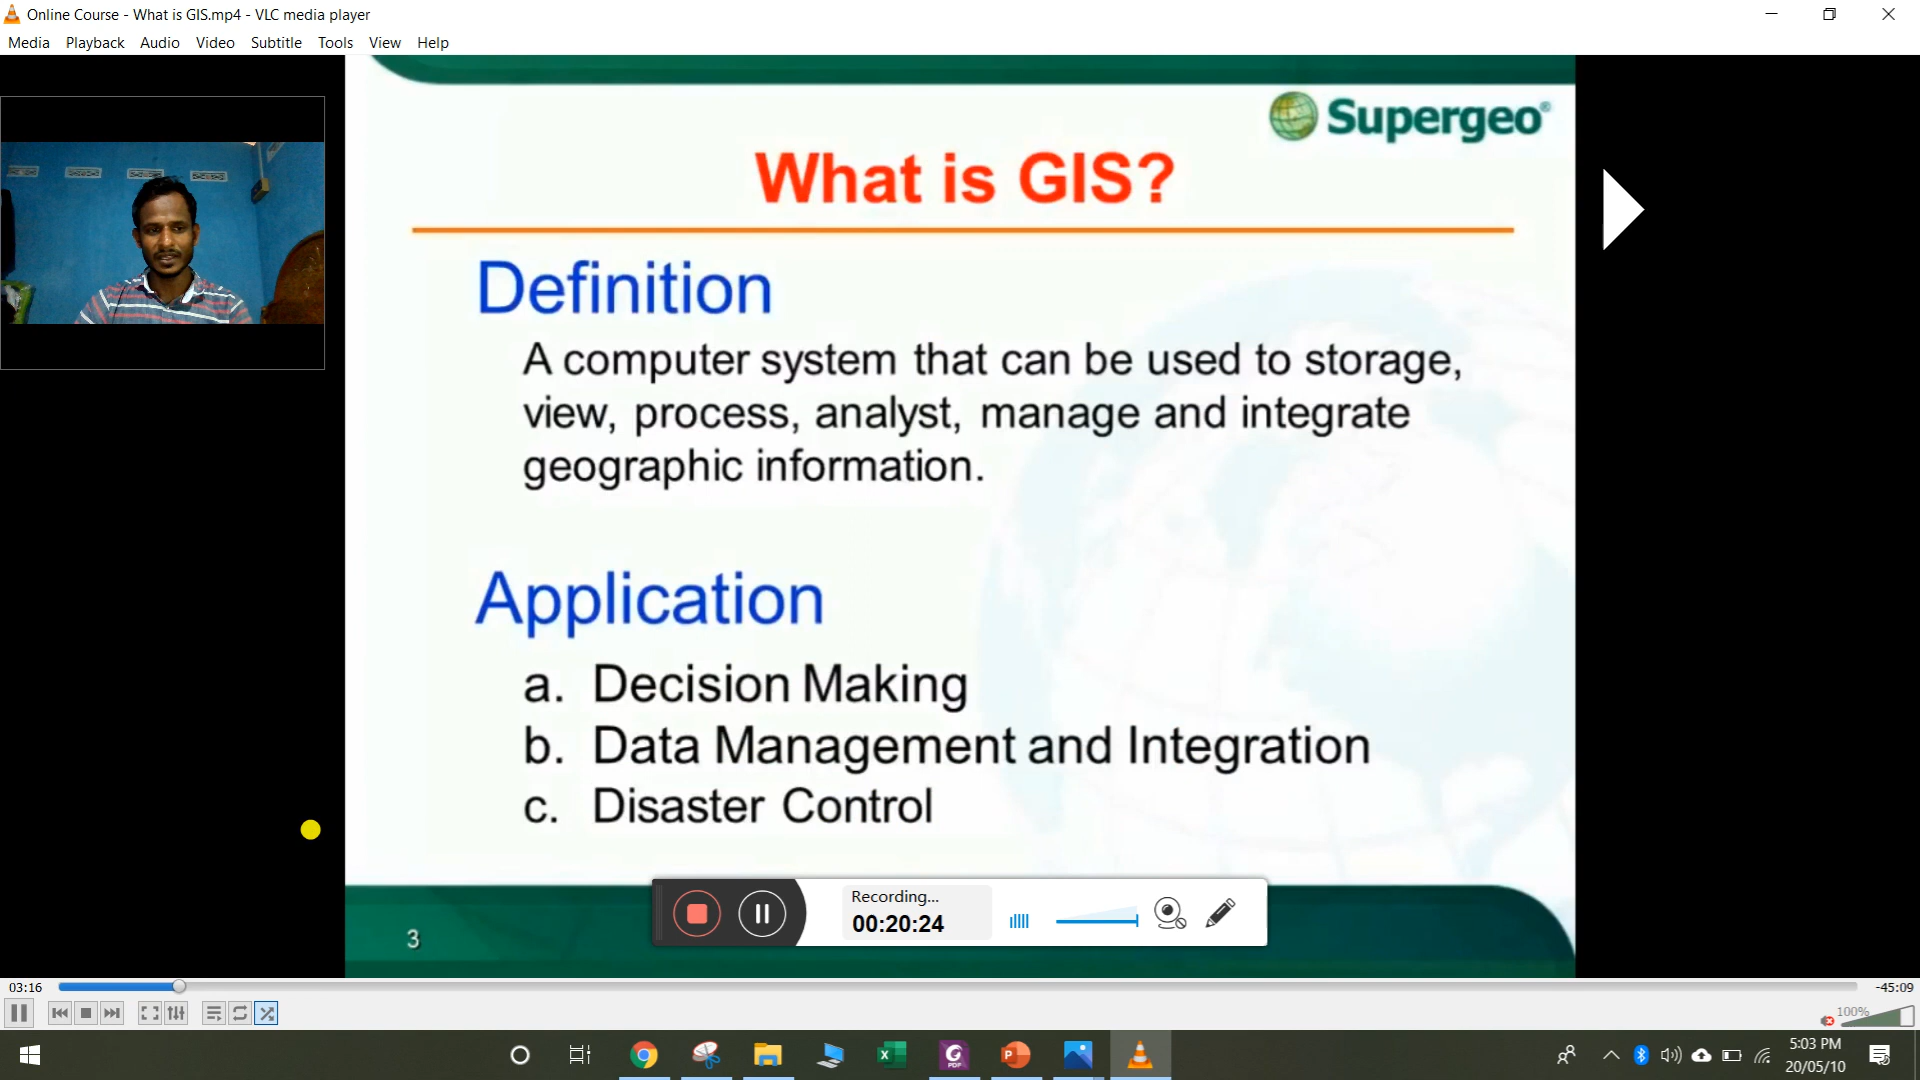 Online Course - What is GIS.mp4 - VLC media player
Media Playback Audio Video Subtitle Tools View Help
Supergeo®
What is GIS?
Definition
A computer system that can be used to storage,
view, process, analyst, manage and integrate
geographic information.
Application
a. Decision Making
b. Data Management and Integration
c. Disaster Control
Recording...
00:20:24
3
03:16
-45:09
100%
5:03 PM
20/05/10